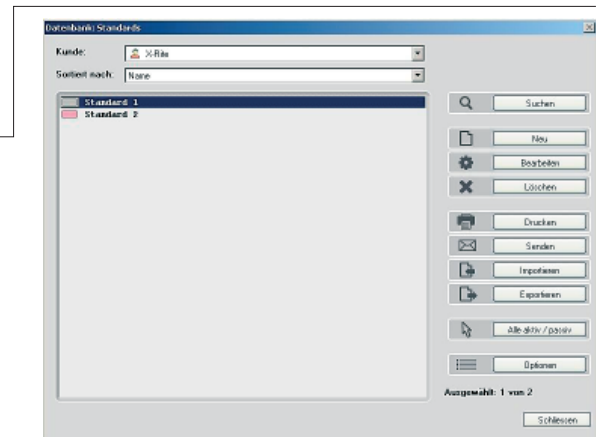 Datenbank: Standards
Kunde: X-Rite
Sortiert nach: Name
Standard 1
Standard 2
Suchen
Neu
Bearbeiten
Löschen
Drucken
Senden
Importieren
Exportieren
Alle aktiv / passiv
Optionen
Ausgewählt: 1 von 2
Schliessen